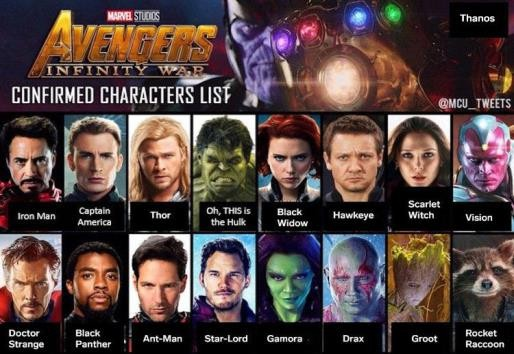 MARVEL STUDIOS
AVENGERS
INFINITY WAR
CONFIRMED CHARACTERS LIST
Thanos
@MCU_TWEETS
Iron Man
Captain
America
Thor
Oh, THIS is
the Hulk
Black
Widow
Hawkeye
Scarlet
Witch
Vision
Doctor
Strange
Black
Panther
Ant-Man
Star-Lord
Gamora
Drax
Groot
Rocket
Raccoon